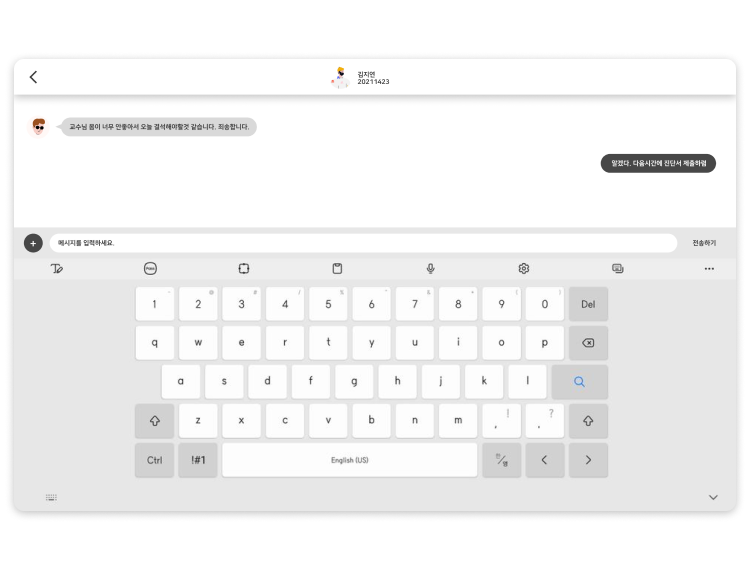 김지연
20211423
교수님 몸이 너무 안좋아서 오늘 결석해야할것 같습니다. 죄송합니다.
알겠다. 다음시간에 진단서 제출하렴
+ 메시지를 입력하세요. 전송하기
1 2 @ 3 # 4 / 5 % 6 ^ 7 & 8 * 9 ( 0 ) Del
q w e r t y u i o p
a s d f g h j k l
z x c v b n m , ! . ?
Ctrl !#1 English (US) 한/영 < >